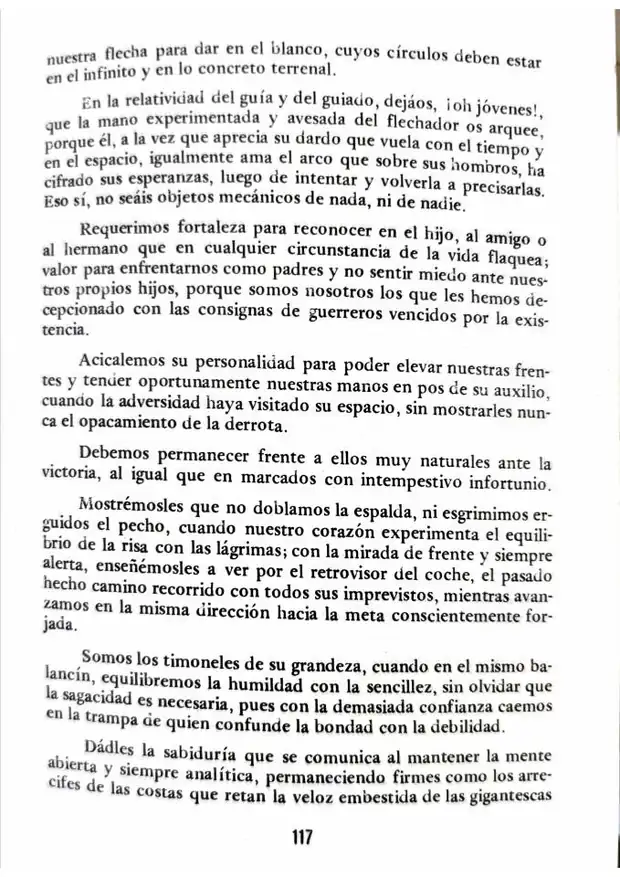 nuestra flecha para dar en el blanco, cuyos círculos deben estar
en el infinito y en lo concreto terrenal.
En la relatividad del guía y del guiado, dejáos, ¡oh jóvenes!,
que la mano experimentada y avesada del flechador os arquee,
porque él, a la vez que aprecia su dardo que vuela con el tiempo y
en el espacio, igualmente ama el arco que sobre sus hombros, ha
cifrado sus esperanzas, luego de intentar y volverla a precisarlas.
Eso sí, no seáis objetos mecánicos de nada, ni de nadie.
Requerimos fortaleza para reconocer en el hijo, al amigo o
al hermano que en cualquier circunstancia de la vida flaquea;
valor para enfrentarnos como padres y no sentir miedo ante nues-
tros propios hijos, porque somos nosotros los que les hemos de-
cepcionado con las consignas de guerreros vencidos por la exis-
tencia.
Acicalemos su personalidad para poder elevar nuestras fren-
tes y tender oportunamente nuestras manos en pos de su auxilio,
cuando la adversidad haya visitado su espacio, sin mostrarles nun-
ca el opacamiento de la derrota.
Debemos permanecer frente a ellos muy naturales ante la
victoria, al igual que en marcados con intempestivo infortunio.
Mostrémosles que no doblamos la espalda, ni esgrimimos er-
guidos el pecho, cuando nuestro corazón experimenta el equili-
brio de la risa con las lágrimas; con la mirada de frente y siempre
alerta, enseñémosles a ver por el retrovisor del coche, el pasado
hecho camino recorrido con todos sus imprevistos, mientras avan-
zamos en la misma dirección hacia la meta conscientemente for-
jada.
Somos los timoneles de su grandeza, cuando en el mismo ba-
lancín, equilibremos la humildad con la sencillez, sin olvidar que
la sagacidad es necesaria, pues con la demasiada confianza caemos
en la trampa de quien confunde la bondad con la debilidad.
Dádles la sabiduría que se comunica al mantener la mente
abierta y siempre analítica, permaneciendo firmes como los arre-
cifes de las costas que retan la veloz embestida de las gigantescas
117